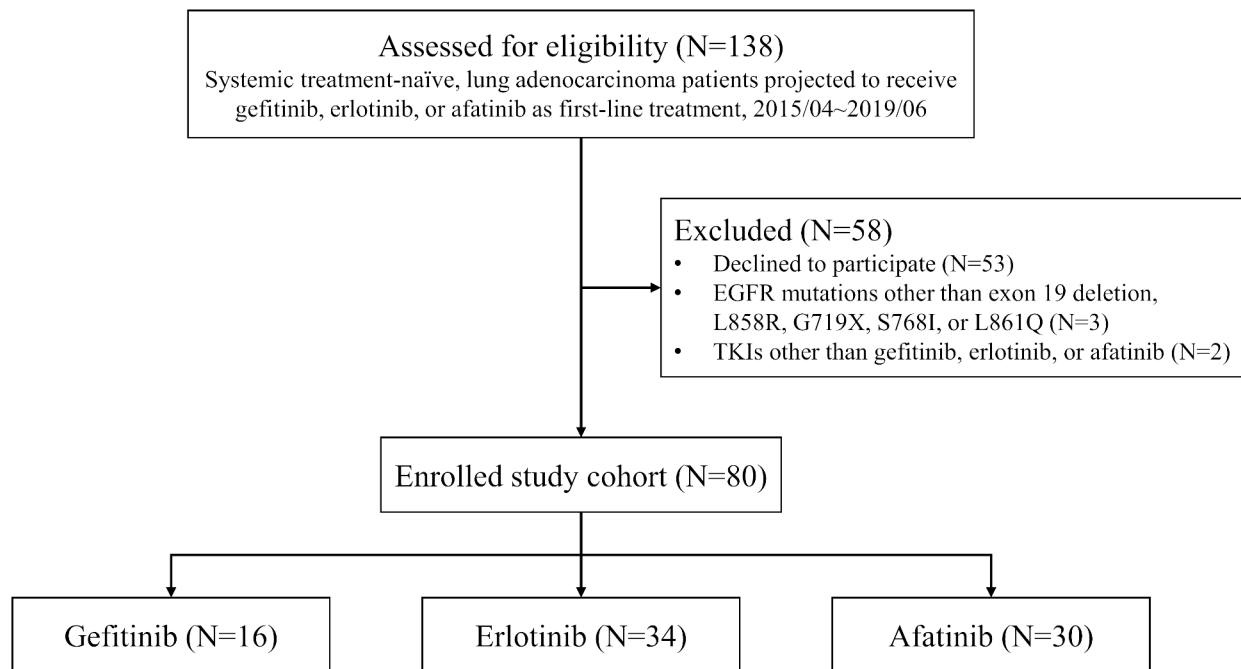 Assessed for eligibility (N=138)
Systemic treatment-naïve, lung adenocarcinoma patients projected to receive
gefitinib, erlotinib, or afatinib as first-line treatment, 2015/04~2019/06
Excluded (N=58)
• Declined to participate (N=53)
• EGFR mutations other than exon 19 deletion,
L858R, G719X, S768I, or L861Q (N=3)
• TKIs other than gefitinib, erlotinib, or afatinib (N=2)
Enrolled study cohort (N=80)
Gefitinib (N=16)
Erlotinib (N=34)
Afatinib (N=30)